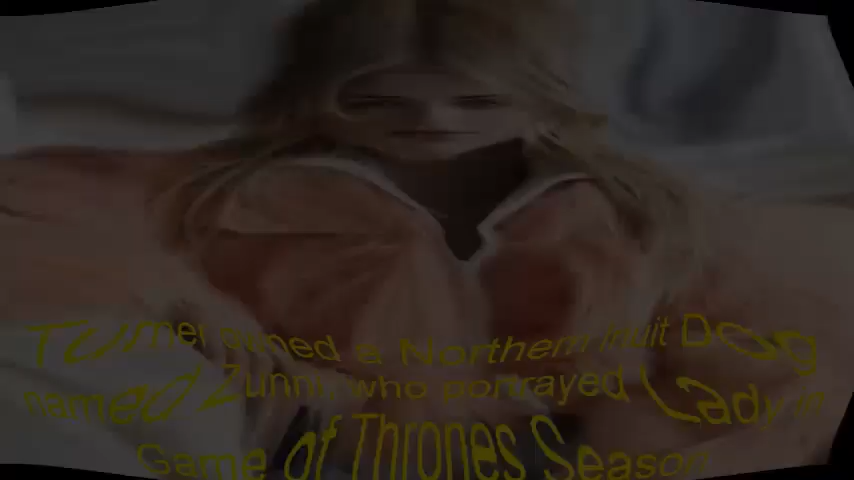 Turner owned a Northern Inuit Dog
named Zunni, who portrayed Lady in
Game of Thrones Season